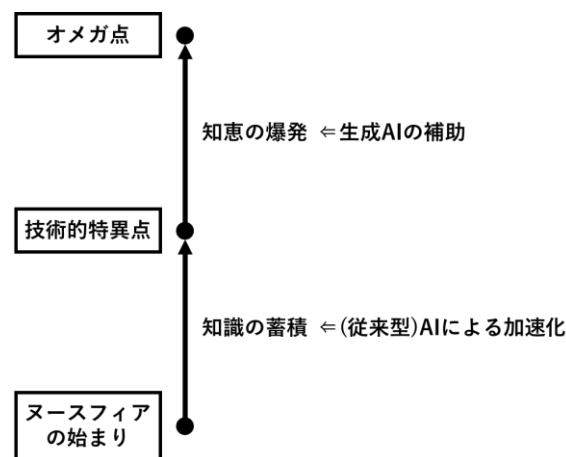 オメガ点
知恵の爆発 ⇐生成AIの補助
技術的特異点
知識の蓄積 ⇐(従来型)AIによる加速化
ヌースフィア
の始まり